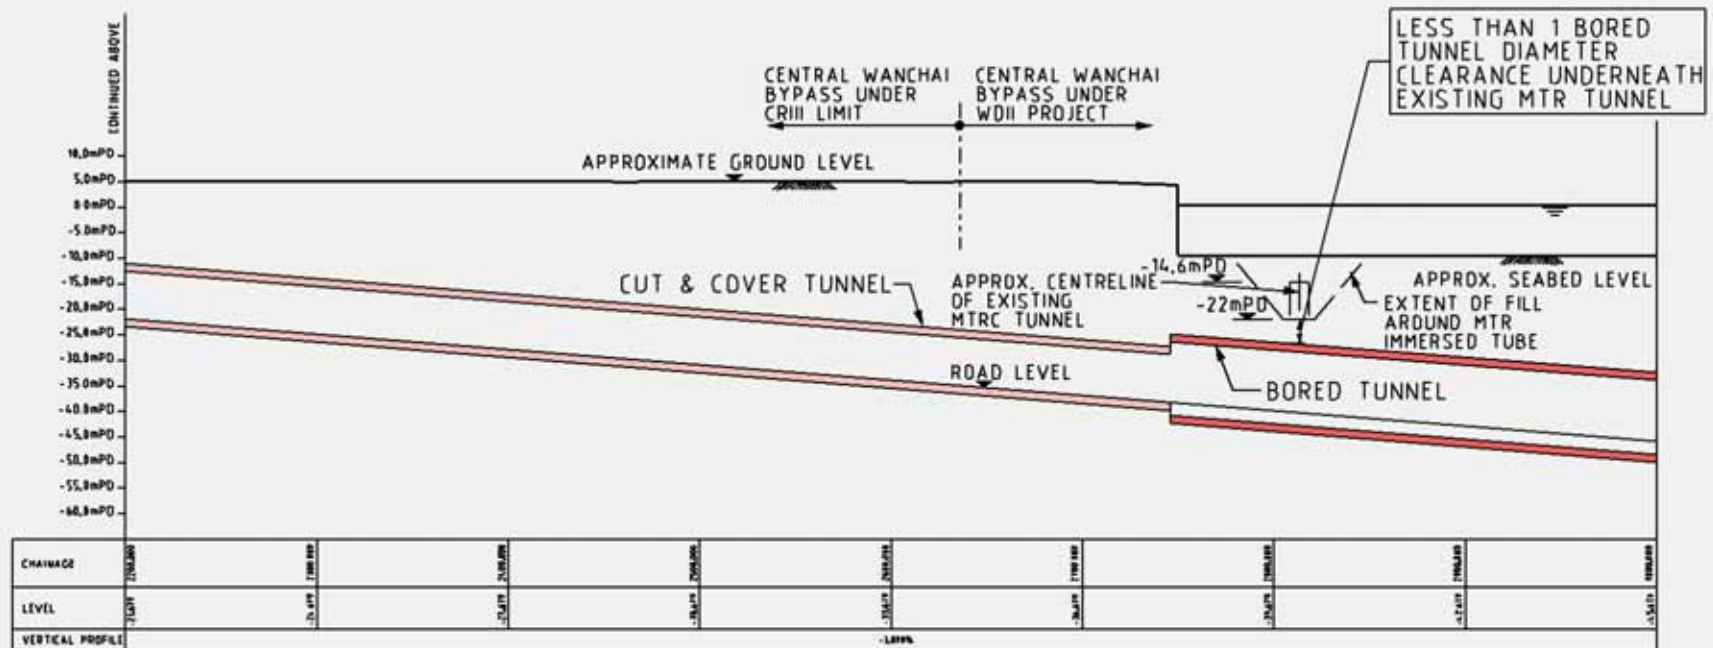 CONTINUED ABOVE
LESS THAN 1 BORED
TUNNEL DIAMETER
CLEARANCE UNDERNEATH
EXISTING MTR TUNNEL
CENTRAL WANCHAI
BYPASS UNDER
CRIII LIMIT
CENTRAL WANCHAI
BYPASS UNDER
WDII PROJECT
APPROXIMATE GROUND LEVEL
10.0mPD
5.0mPD
0.0mPD
-5.0mPD
-10.0mPD
-15.0mPD
-20.0mPD
-25.0mPD
-30.0mPD
-35.0mPD
-40.0mPD
-45.0mPD
-50.0mPD
-55.0mPD
-60.0mPD
CUT & COVER TUNNEL
APPROX. CENTRELINE
OF EXISTING
MTRC TUNNEL
-14.6mPD
-22mPD
APPROX. SEABED LEVEL
EXTENT OF FILL
AROUND MTR
IMMERSED TUBE
ROAD LEVEL
BORED TUNNEL
CHAINAGE
LEVEL
VERTICAL PROFILE